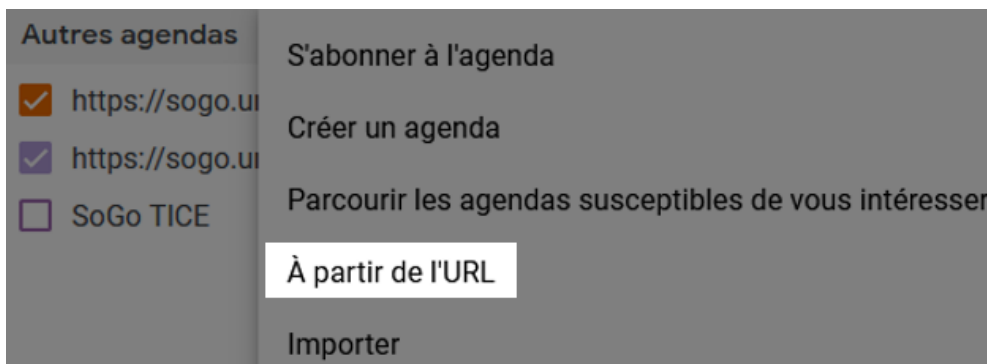 Autres agendas
https://sogo.u
https://sogo.u
SoGo TICE
S'abonner à l'agenda
Créer un agenda
Parcourir les agendas susceptibles de vous intéresser
À partir de l'URL
Importer